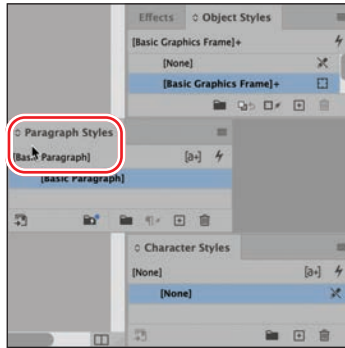 Effects Object Styles
[Basic Graphics Frame]+
[None]
[Basic Graphics Frame]+
Paragraph Styles
[Basic Paragraph]
[a+]
[Basic Paragraph]
Character Styles
[None]
[a+]
[None]